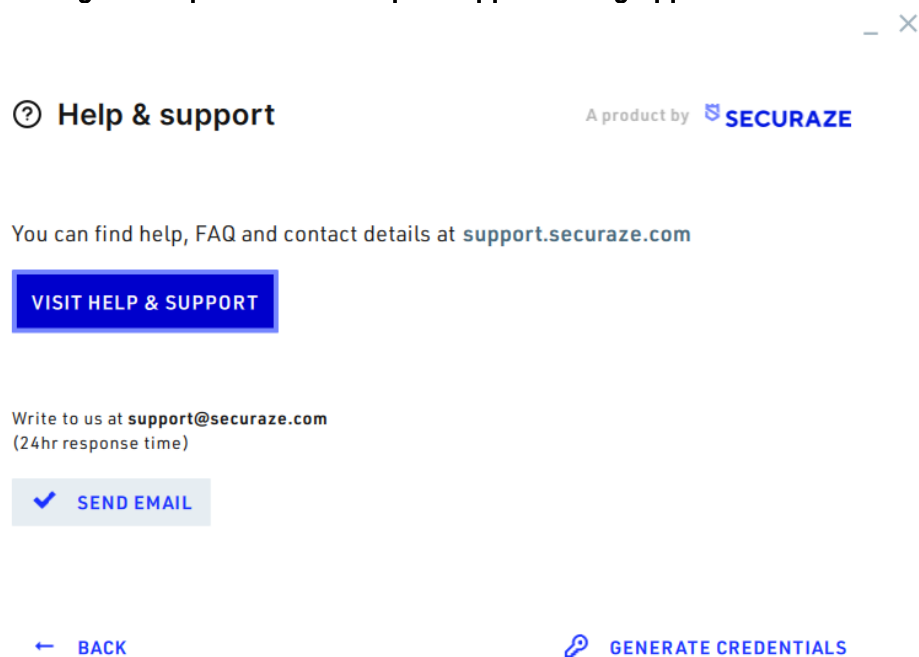 Help & support
A product by SECURAZE
You can find help, FAQ and contact details at support.securaze.com
VISIT HELP & SUPPORT
Write to us at support@securaze.com
(24hr response time)
SEND EMAIL
BACK
GENERATE CREDENTIALS